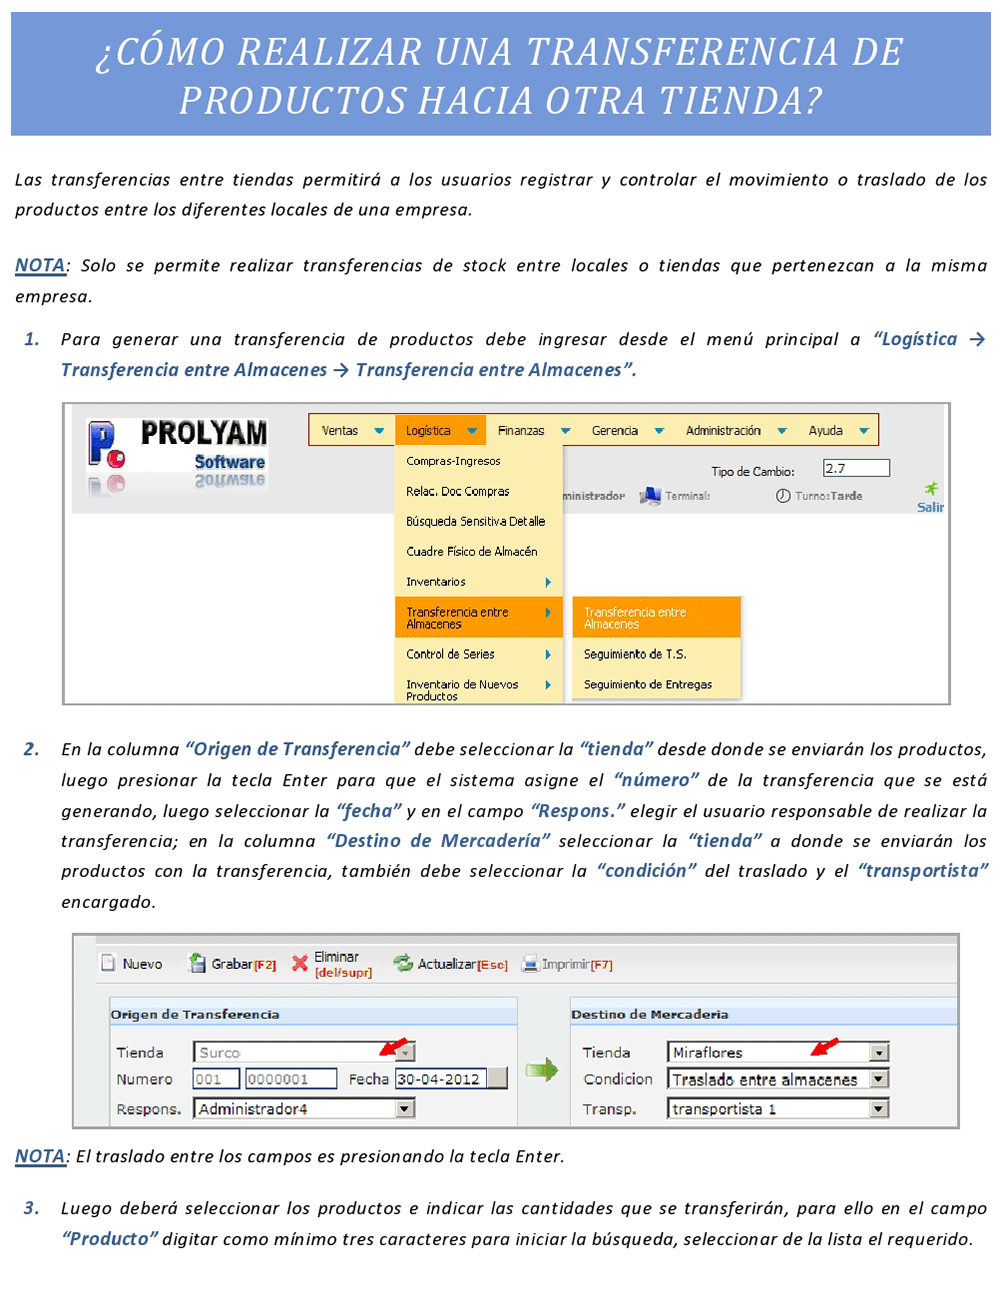 ¿CÓMO REALIZAR UNA TRANSFERENCIA DE
PRODUCTOS HACIA OTRA TIENDA?
Las transferencias entre tiendas permitirá a los usuarios registrar y controlar el movimiento o traslado de los
productos entre los diferentes locales de una empresa.
NOTA: Solo se permite realizar transferencias de stock entre locales o tiendas que pertenezcan a la misma
empresa.
1. Para generar una transferencia de productos debe ingresar desde el menú principal a “Logística →
Transferencia entre Almacenes → Transferencia entre Almacenes”.
PROLYAM
Software
Ventas Logística Finanzas Gerencia Administración Ayuda
Compras-Ingresos
Tipo de Cambio: 2.7
Relac. Doc Compras
ministrador Terminal: Turno:Tarde
Salir
Búsqueda Sensitiva Detalle
Cuadre Físico de Almacén
Inventarios
Transferencia entre
Almacenes
Transferencia entre
Almacenes
Control de Series
Seguimiento de T.S.
Inventario de Nuevos
Productos
Seguimiento de Entregas
2. En la columna “Origen de Transferencia” debe seleccionar la “tienda” desde donde se enviarán los productos,
luego presionar la tecla Enter para que el sistema asigne el “número” de la transferencia que se está
generando, luego seleccionar la “fecha” y en el campo “Respons.” elegir el usuario responsable de realizar la
transferencia; en la columna “Destino de Mercadería” seleccionar la “tienda” a donde se enviarán los
productos con la transferencia, también debe seleccionar la “condición” del traslado y el “transportista”
encargado.
Nuevo Grabar[F2] Eliminar
[del/supr] Actualizar[Esc] Imprimir[F7]
Origen de Transferencia
Tienda Surco
Numero 001 0000001 Fecha 30-04-2012
Respons. Administrador4
Destino de Mercaderia
Tienda Miraflores
Condicion Traslado entre almacenes
Transp. transportista 1
NOTA: El traslado entre los campos es presionando la tecla Enter.
3. Luego deberá seleccionar los productos e indicar las cantidades que se transferirán, para ello en el campo
“Producto” digitar como mínimo tres caracteres para iniciar la búsqueda, seleccionar de la lista el requerido.